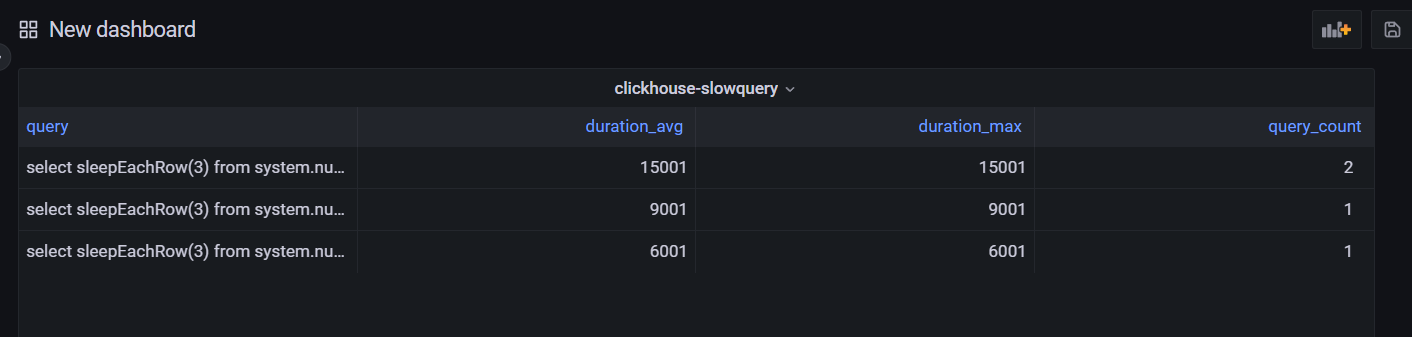 New dashboard
clickhouse-slowquery
query duration_avg duration_max query_count
select sleepEachRow(3) from system.nu... 15001 15001 2
select sleepEachRow(3) from system.nu... 9001 9001 1
select sleepEachRow(3) from system.nu... 6001 6001 1